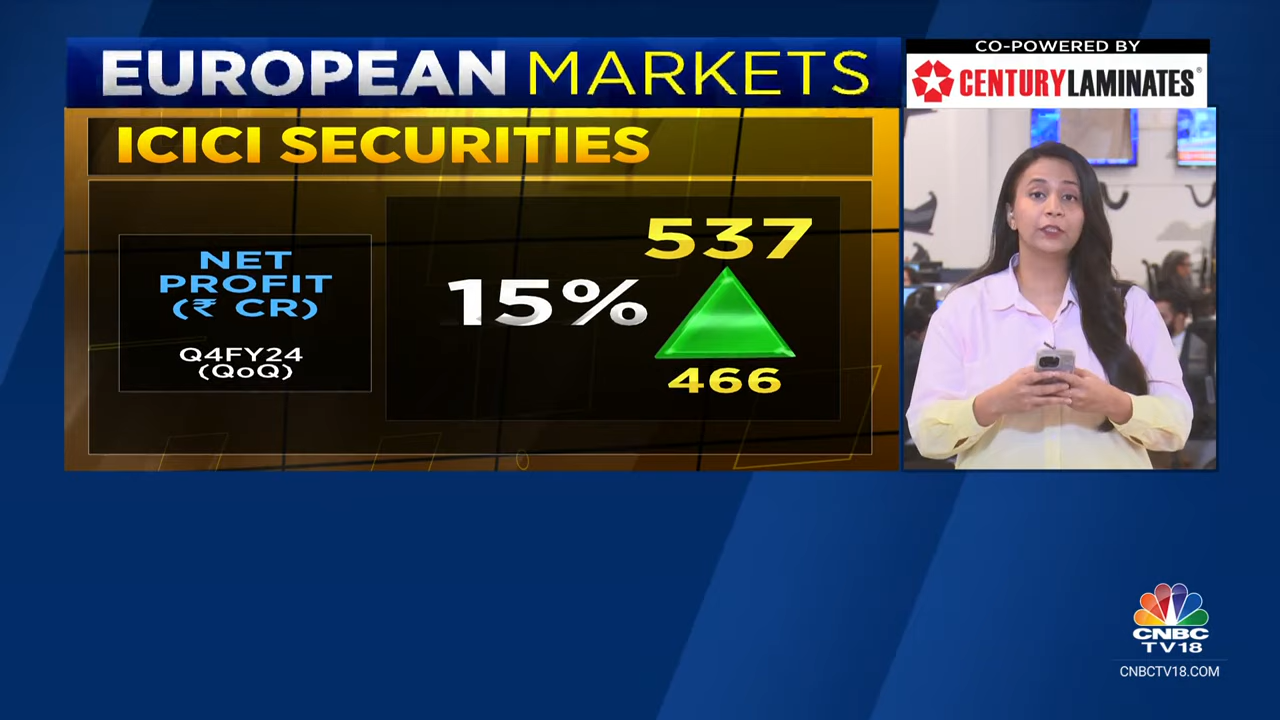 EUROPEAN MARKETS
CO-POWERED BY
CENTURYLAMINATES®
ICICI SECURITIES
NET
PROFIT
(₹ CR)
Q4FY24
(QoQ)
537
15%
466
CNBC
TV18
CNBCTV18.COM